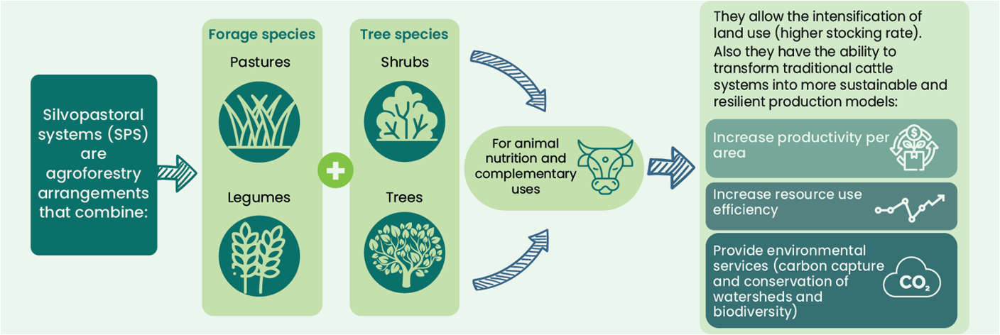 Silvopastoral
systems (SPS)
are
agroforestry
arrangements
that combine:
Forage species
Pastures
Legumes
Tree species
Shrubs
Trees
For animal
nutrition and
complementary
uses
They allow the intensification of
land use (higher stocking rate).
Also they have the ability to
transform traditional cattle
systems into more sustainable and
resilient production models:
Increase productivity per
area
$
Increase resource use
efficiency
Provide environmental
services (carbon capture
and conservation of
watersheds and
biodiversity)
CO₂